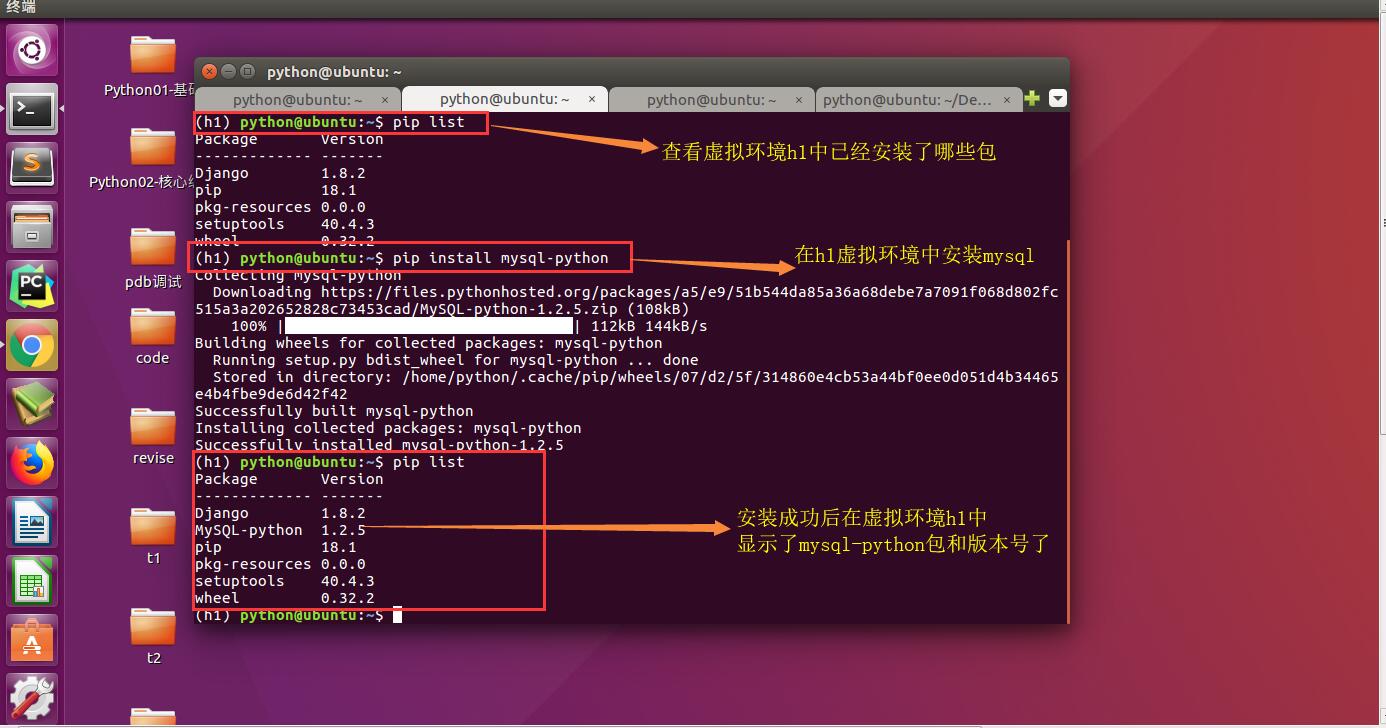 终端
python@ubuntu: ~
python@ubuntu: ~ ×
python@ubuntu: ~ ×
python@ubuntu: ~ ×
python@ubuntu: ~/De... ×
Python01-基础
Python02-核心
pdb调试
code
revise
t1
t2
(h1) python@ubuntu:~$ pip list
Package Version
------------- -------
Django 1.8.2
pip 18.1
pkg-resources 0.0.0
setuptools 40.4.3
wheel 0.32.2
查看虚拟环境h1中已经安装了哪些包
(h1) python@ubuntu:~$ pip install mysql-python
在h1虚拟环境中安装mysql
Collecting mysql-python
Downloading https://files.pythonhosted.org/packages/a5/e9/51b544da85a36a68debe7a7091f068d802fc
515a3a202652828c73453cad/MySQL-python-1.2.5.zip (108kB)
100% | | 112kB 144kB/s
Building wheels for collected packages: mysql-python
Running setup.py bdist_wheel for mysql-python ... done
Stored in directory: /home/python/.cache/pip/wheels/07/d2/5f/314860e4cb53a44bf0ee0d051d4b34465
e4b4fbe9de6d42f42
Successfully built mysql-python
Installing collected packages: mysql-python
Successfully installed mysql-python-1.2.5
(h1) python@ubuntu:~$ pip list
Package Version
------------- -------
Django 1.8.2
MySQL-python 1.2.5
pip 18.1
pkg-resources 0.0.0
setuptools 40.4.3
wheel 0.32.2
安装成功后在虚拟环境h1中
显示了mysql-python包和版本号了
(h1) python@ubuntu:~$